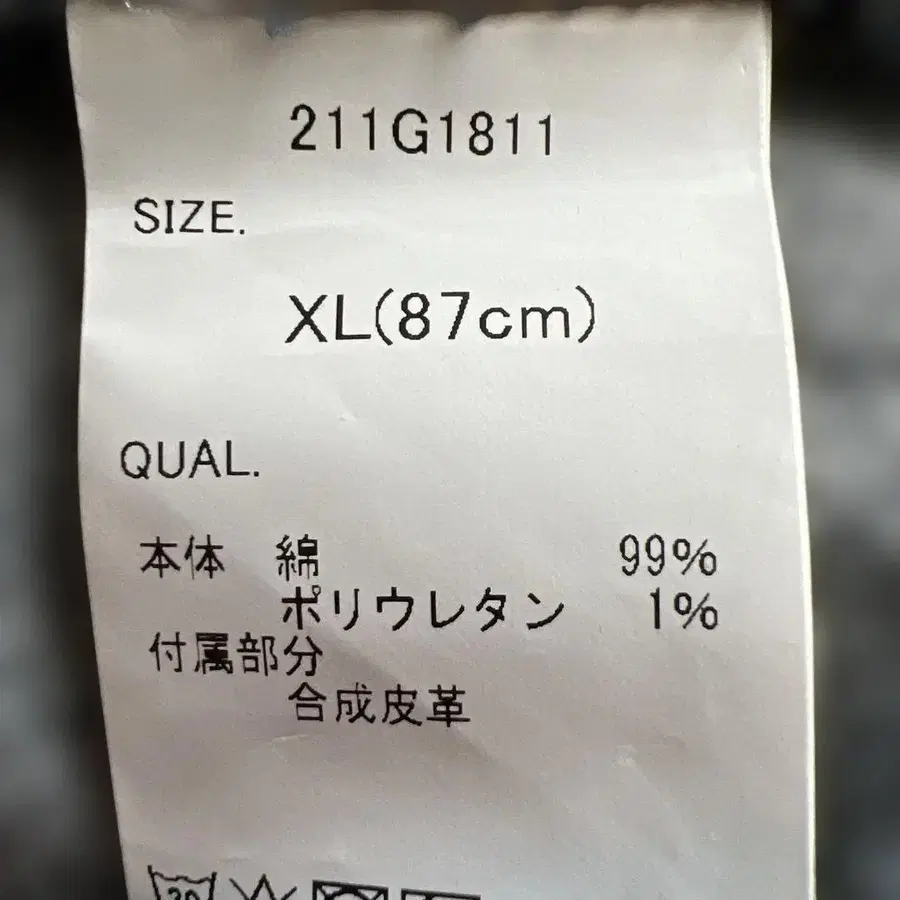 211G1811
SIZE.
XL(87cm)
QUAL.
本体 綿 99%
ポリウレタン 1%
付属部分
合成皮革